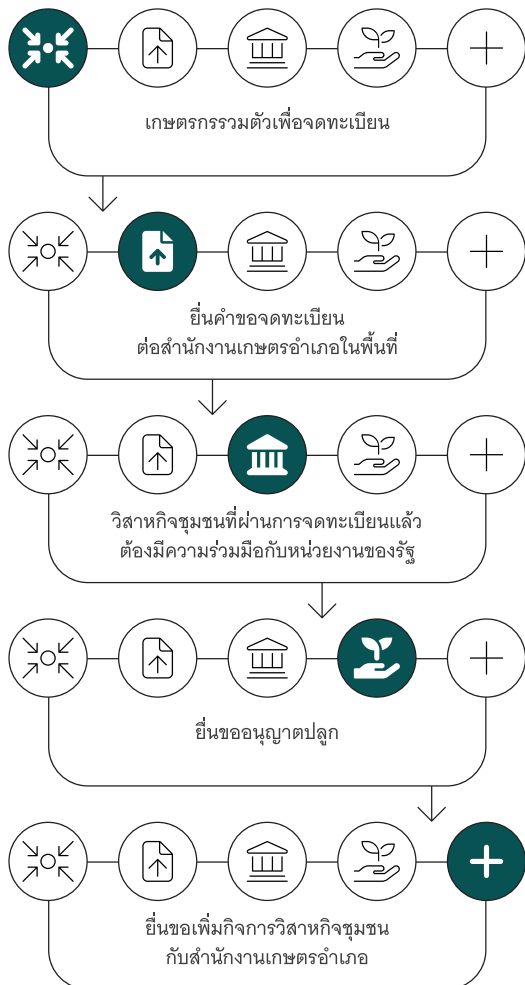 เกษตรกรรวมตัวเพื่อจดทะเบียน
ยื่นคำขอจดทะเบียน
ต่อสำนักงานเกษตรอำเภอในพื้นที่
วิสาหกิจชุมชนที่ผ่านการจดทะเบียนแล้ว
ต้องมีความร่วมมือกับหน่วยงานของรัฐ
ยื่นขออนุญาตปลูก
ยื่นขอเพิ่มกิจการวิสาหกิจชุมชน
กับสำนักงานเกษตรอำเภอ